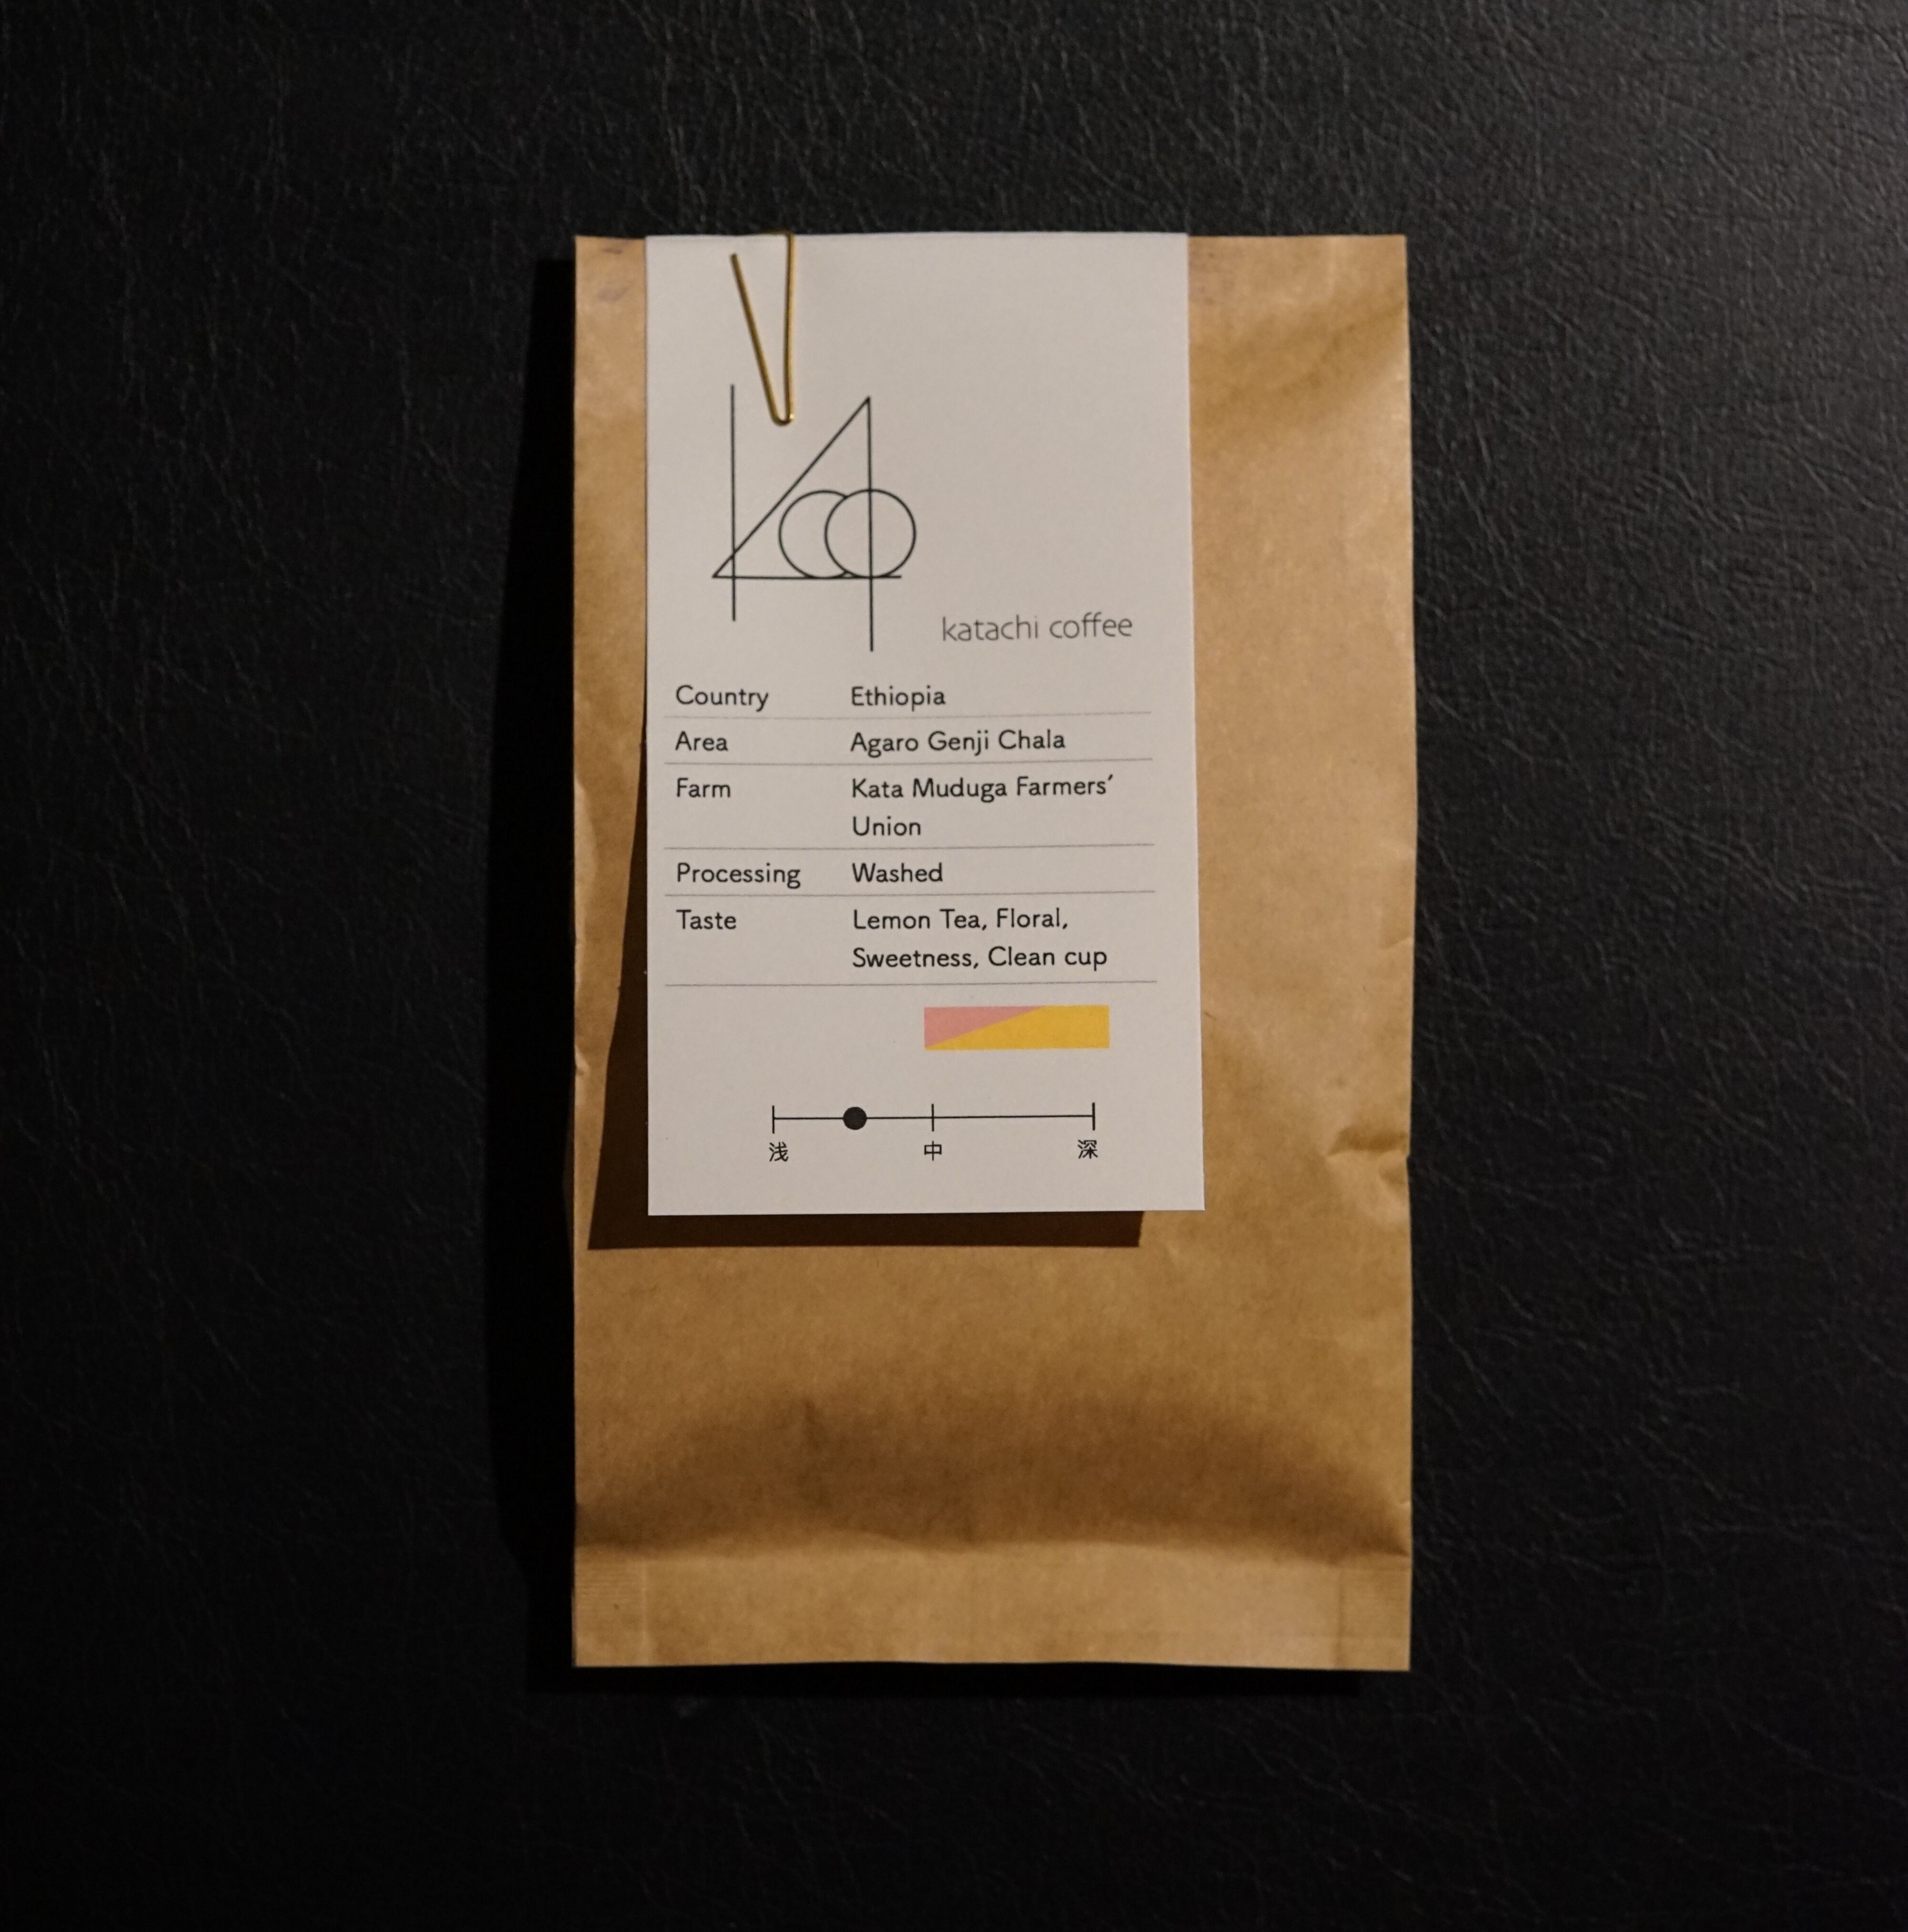 katachi coffee
Country Ethiopia
Area Agaro Genji Chala
Farm Kata Muduga Farmers’
Union
Processing Washed
Taste Lemon Tea, Floral,
Sweetness, Clean cup
浅 中 深